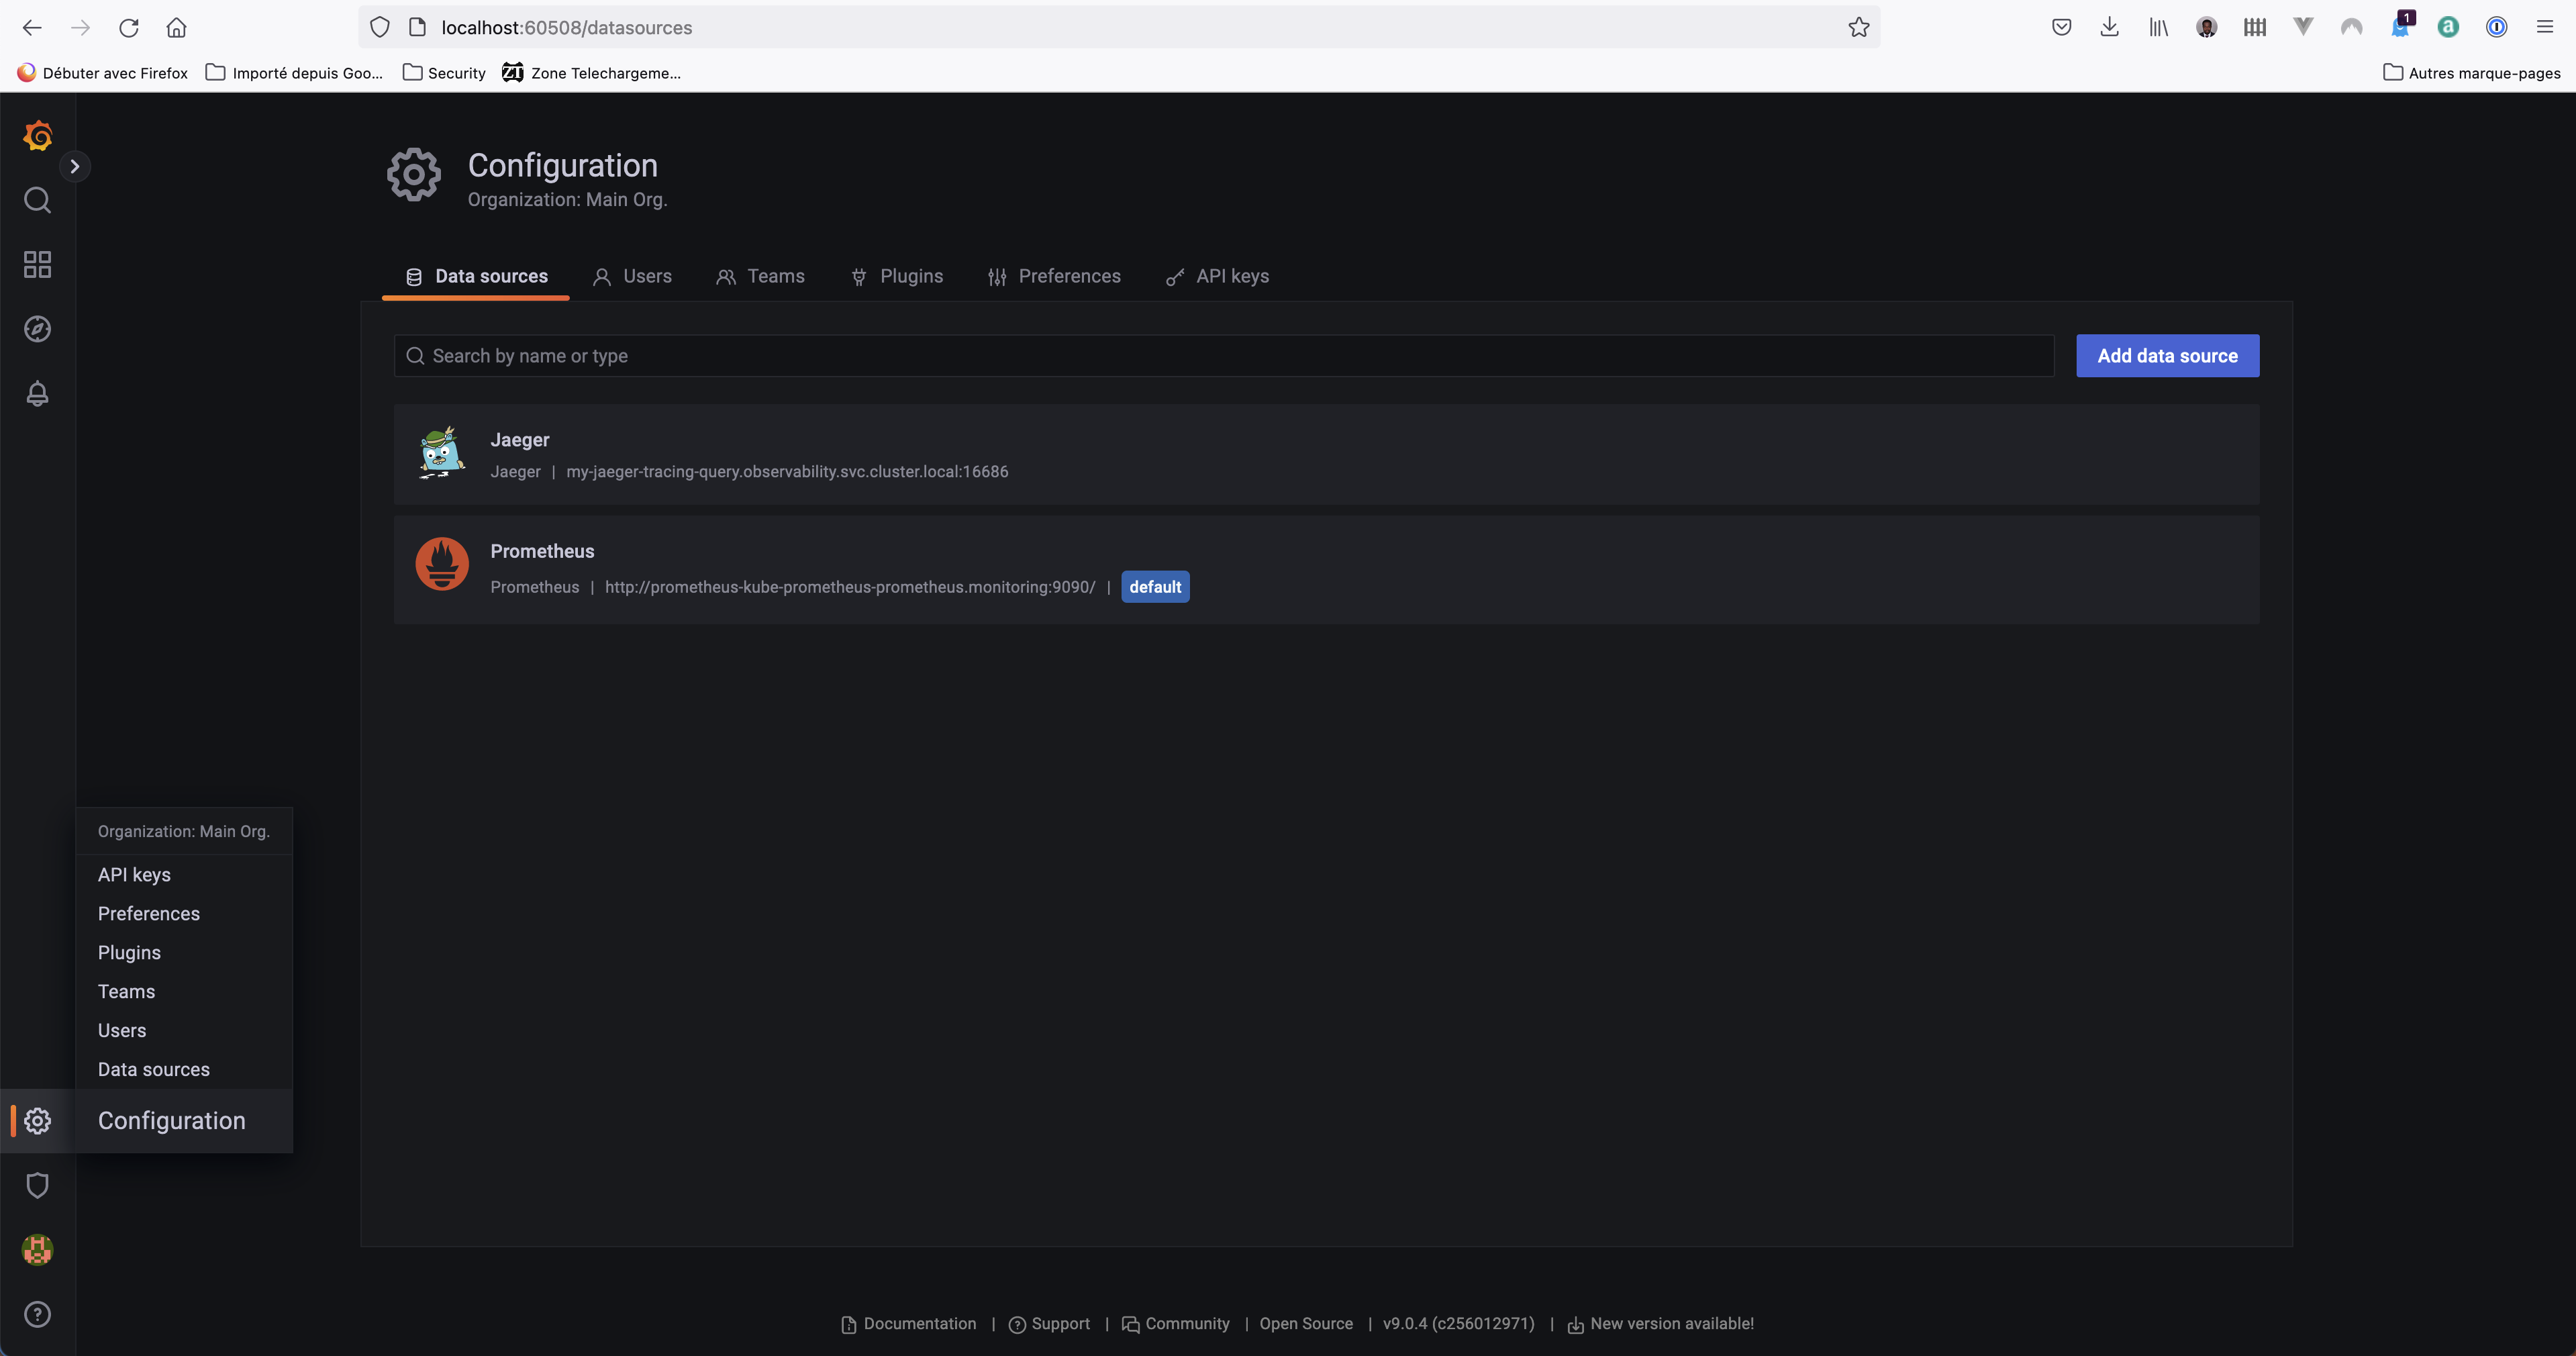 localhost:60508/datasources
1
Débuter avec Firefox
Importé depuis Goo...
Security
ZT
Zone Telechargeme...
Autres marque-pages
Configuration
Organization: Main Org.
Data sources
Users
Teams
Plugins
Preferences
API keys
Search by name or type
Add data source
Jaeger
Jaeger | my-jaeger-tracing-query.observability.svc.cluster.local:16686
Prometheus
Prometheus | http://prometheus-kube-prometheus-prometheus.monitoring:9090/ | default
Organization: Main Org.
API keys
Preferences
Plugins
Teams
Users
Data sources
Configuration
Documentation | Support | Community | Open Source | v9.0.4 (c256012971) | New version available!